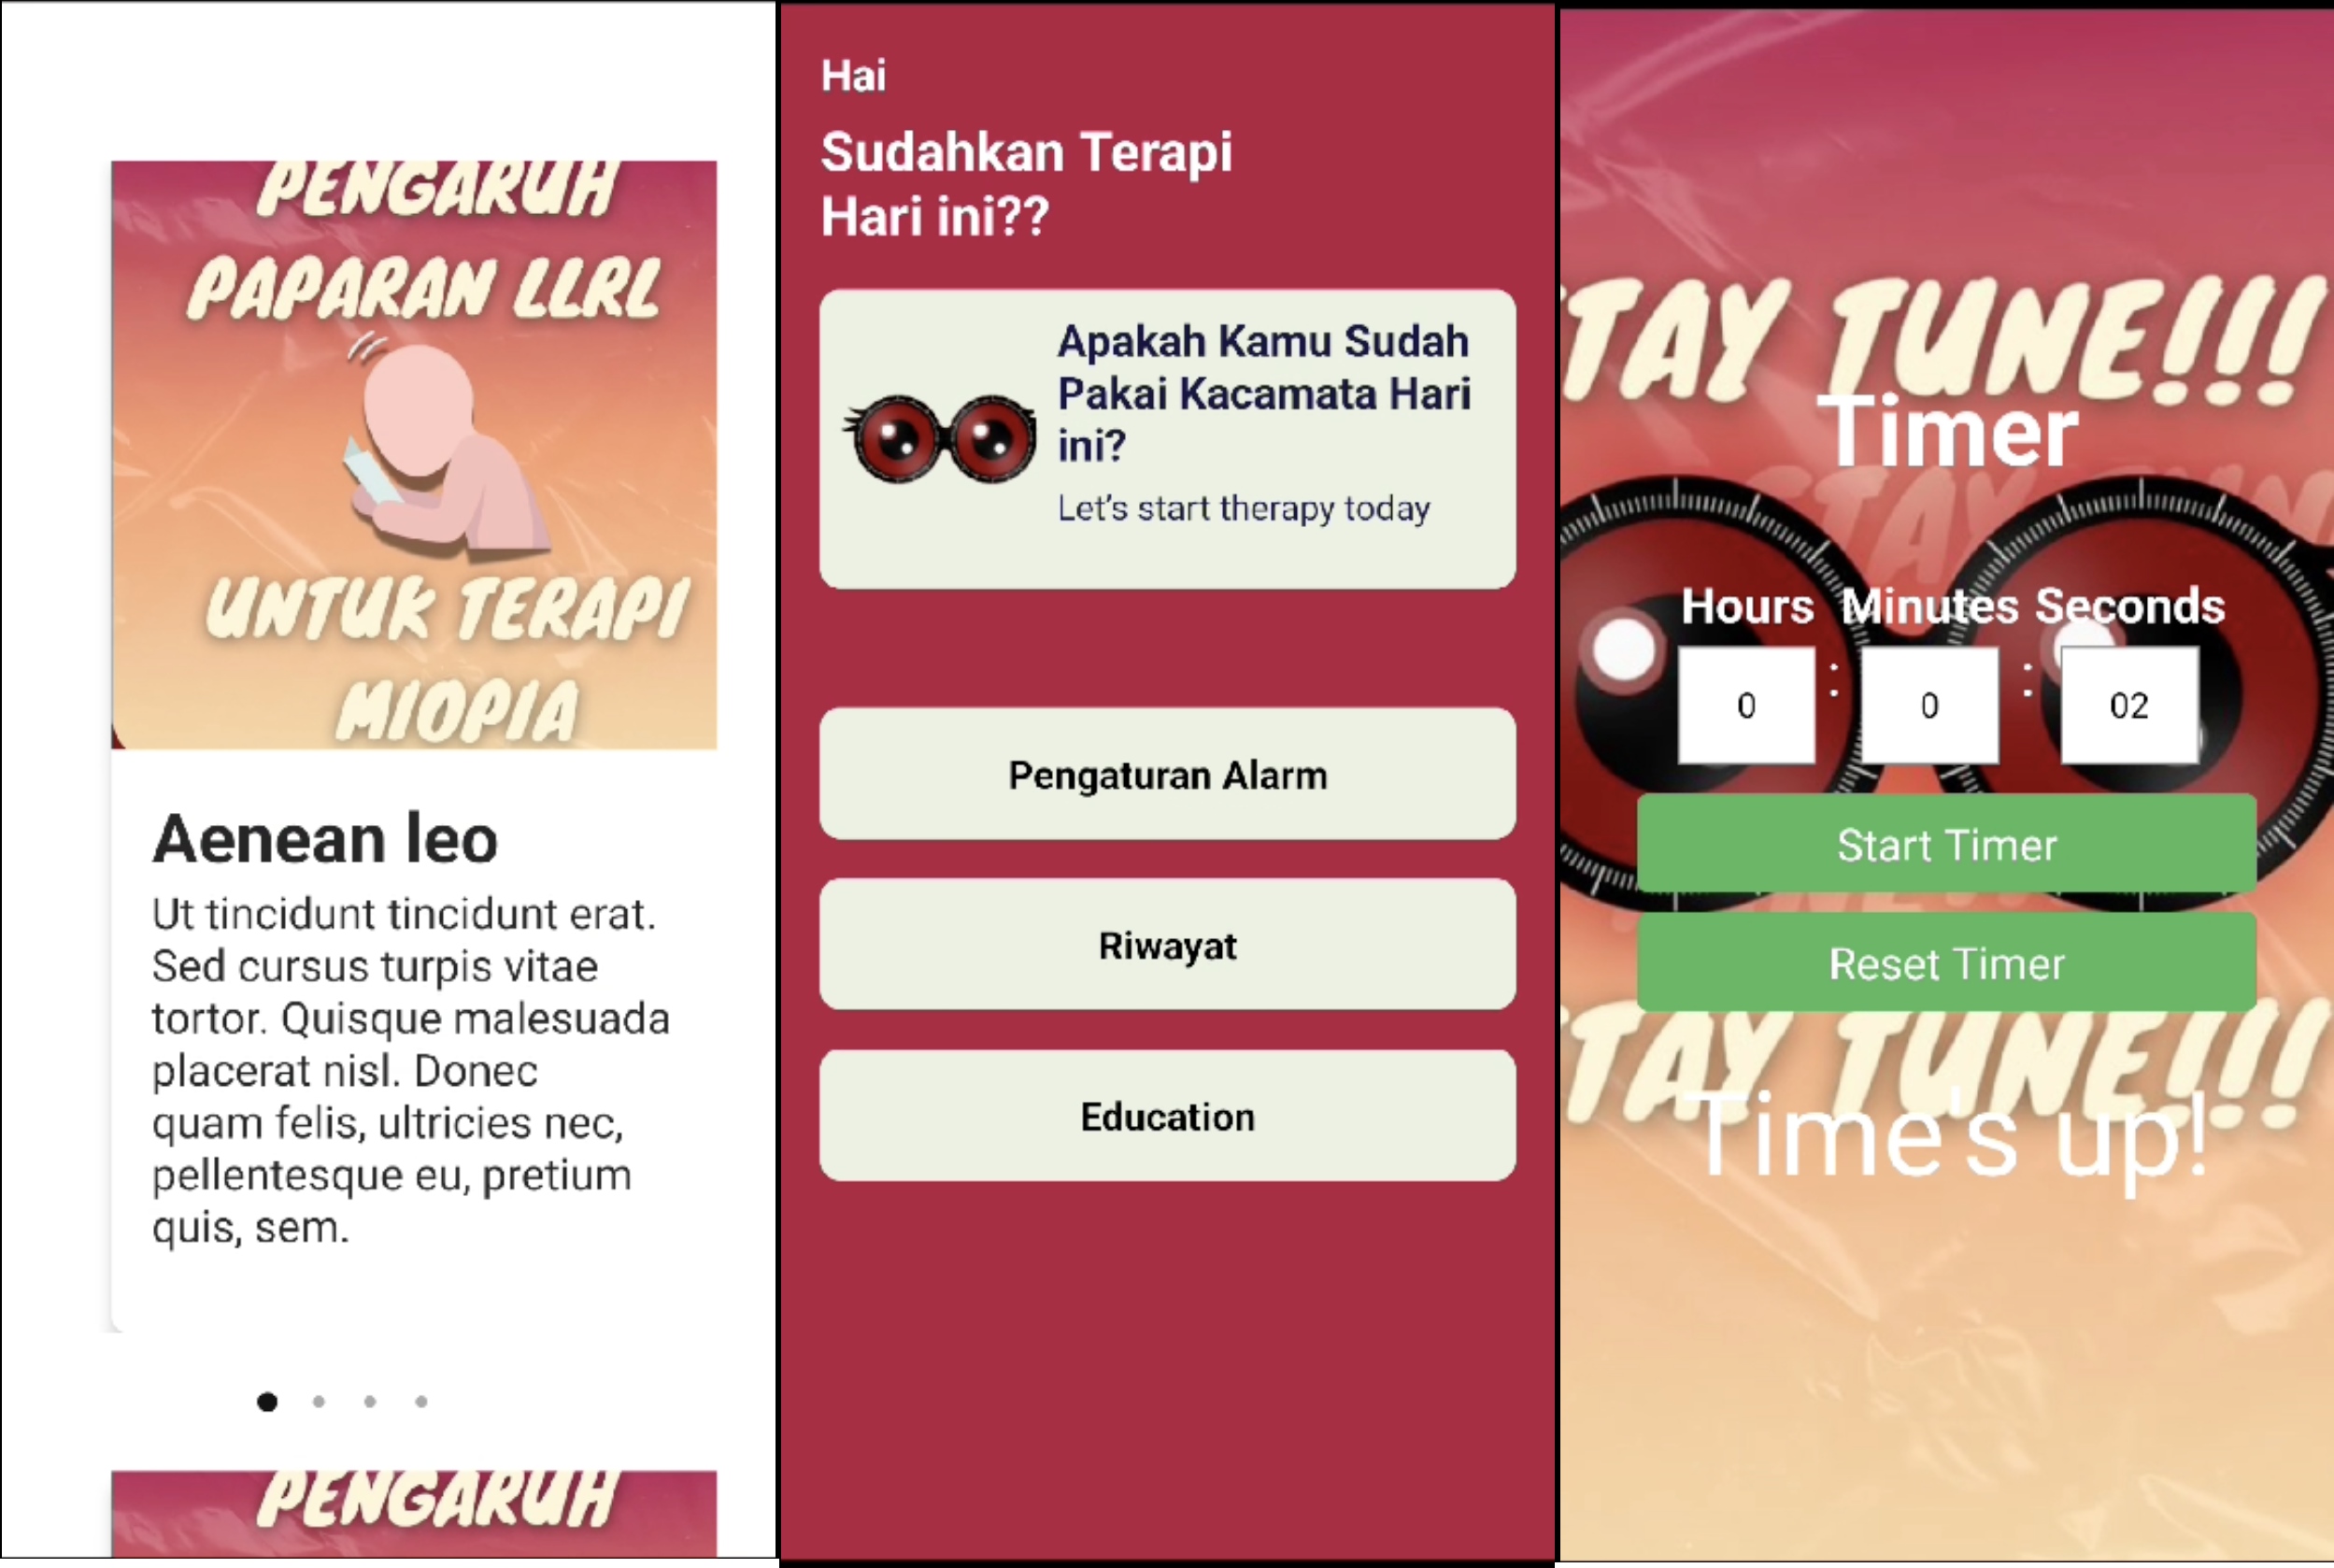 PENGARUH
PAPARAN LLRL
UNTUK TERAPI
MIOPIA
Aenean leo
Ut tincidunt tincidunt erat.
Sed cursus turpis vitae
tortor. Quisque malesuada
placerat nisl. Donec
quam felis, ultricies nec,
pellentesque eu, pretium
quis, sem.
PENGARUH
Hai
Sudahkan Terapi
Hari ini??
Apakah Kamu Sudah
Pakai Kacamata Hari
ini?
Let's start therapy today
Pengaturan Alarm
Riwayat
Education
TAY TUNE!!!
Timer
STAY
Hours Minutes Seconds
0 : 0 : 02
Start Timer
Reset Timer
TAY TUNE!!!
Time's up!